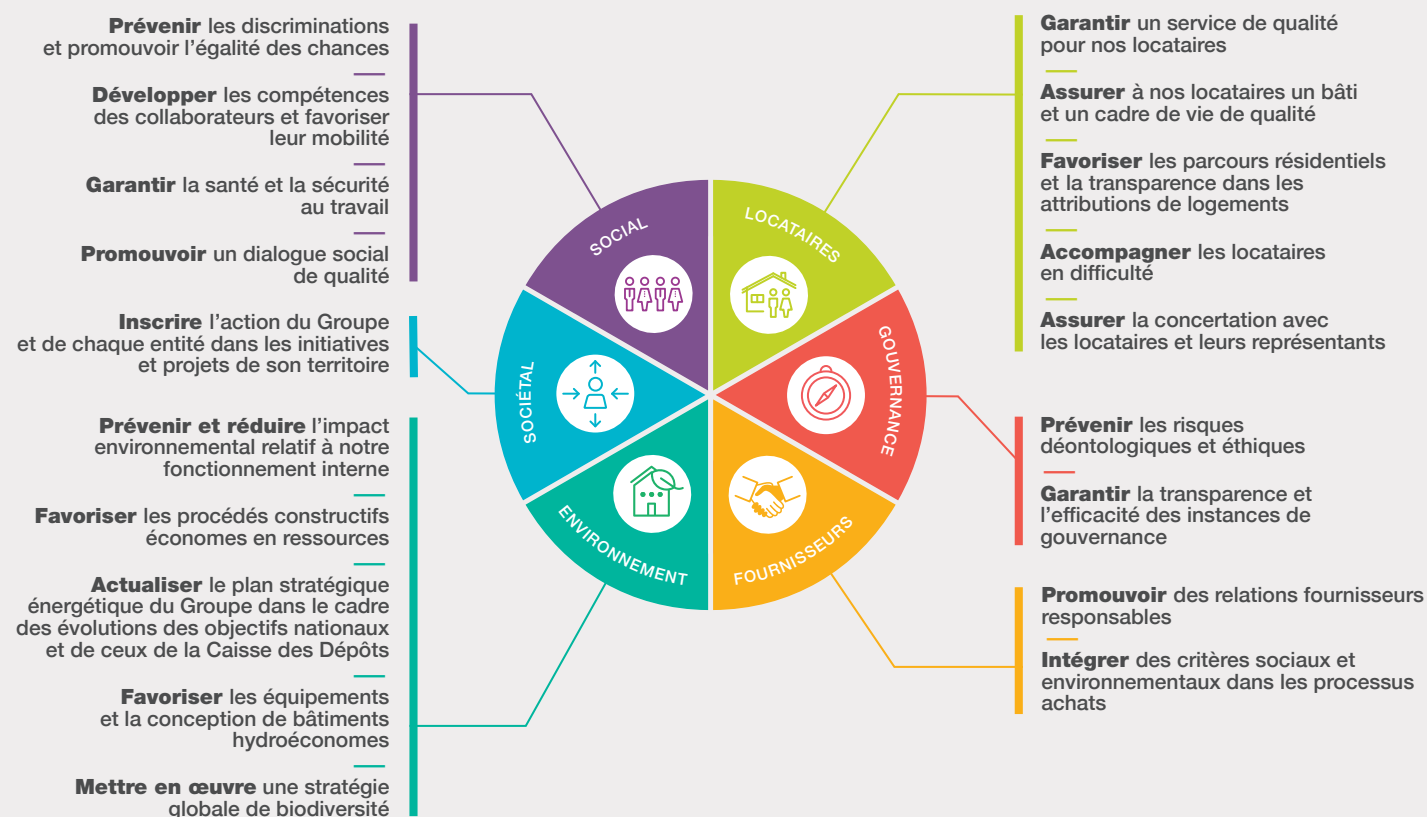 Prévenir les discriminations
et promouvoir l'égalité des chances
Développer les compétences
des collaborateurs et favoriser
leur mobilité
Garantir la santé et la sécurité
au travail
Promouvoir un dialogue social
de qualité
Inscrire l'action du Groupe
et de chaque entité dans les initiatives
et projets de son territoire
Prévenir et réduire l'impact
environnemental relatif à notre
fonctionnement interne
Favoriser les procédés constructifs
économes en ressources
Actualiser le plan stratégique
énergétique du Groupe dans le cadre
des évolutions des objectifs nationaux
et de ceux de la Caisse des Dépôts
Favoriser les équipements
et la conception de bâtiments
hydroéconomes
Mettre en œuvre une stratégie
globale de biodiversité
SOCIAL
LOCATAIRES
SOCIÉTAL
GOUVERNANCE
ENVIRONNEMENT
FOURNISSEURS
Garantir un service de qualité
pour nos locataires
Assurer à nos locataires un bâti
et un cadre de vie de qualité
Favoriser les parcours résidentiels
et la transparence dans les
attributions de logements
Accompagner les locataires
en difficulté
Assurer la concertation avec
les locataires et leurs représentants
Prévenir les risques
déontologiques et éthiques
Garantir la transparence et
l'efficacité des instances de
gouvernance
Promouvoir des relations fournisseurs
responsables
Intégrer des critères sociaux et
environnementaux dans les processus
achats